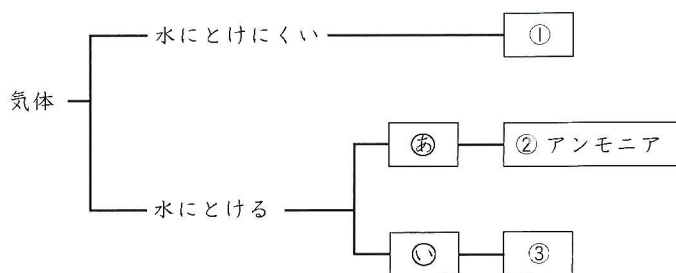 水にとけにくい ①
気体
あ ② アンモニア
水にとける
い ③